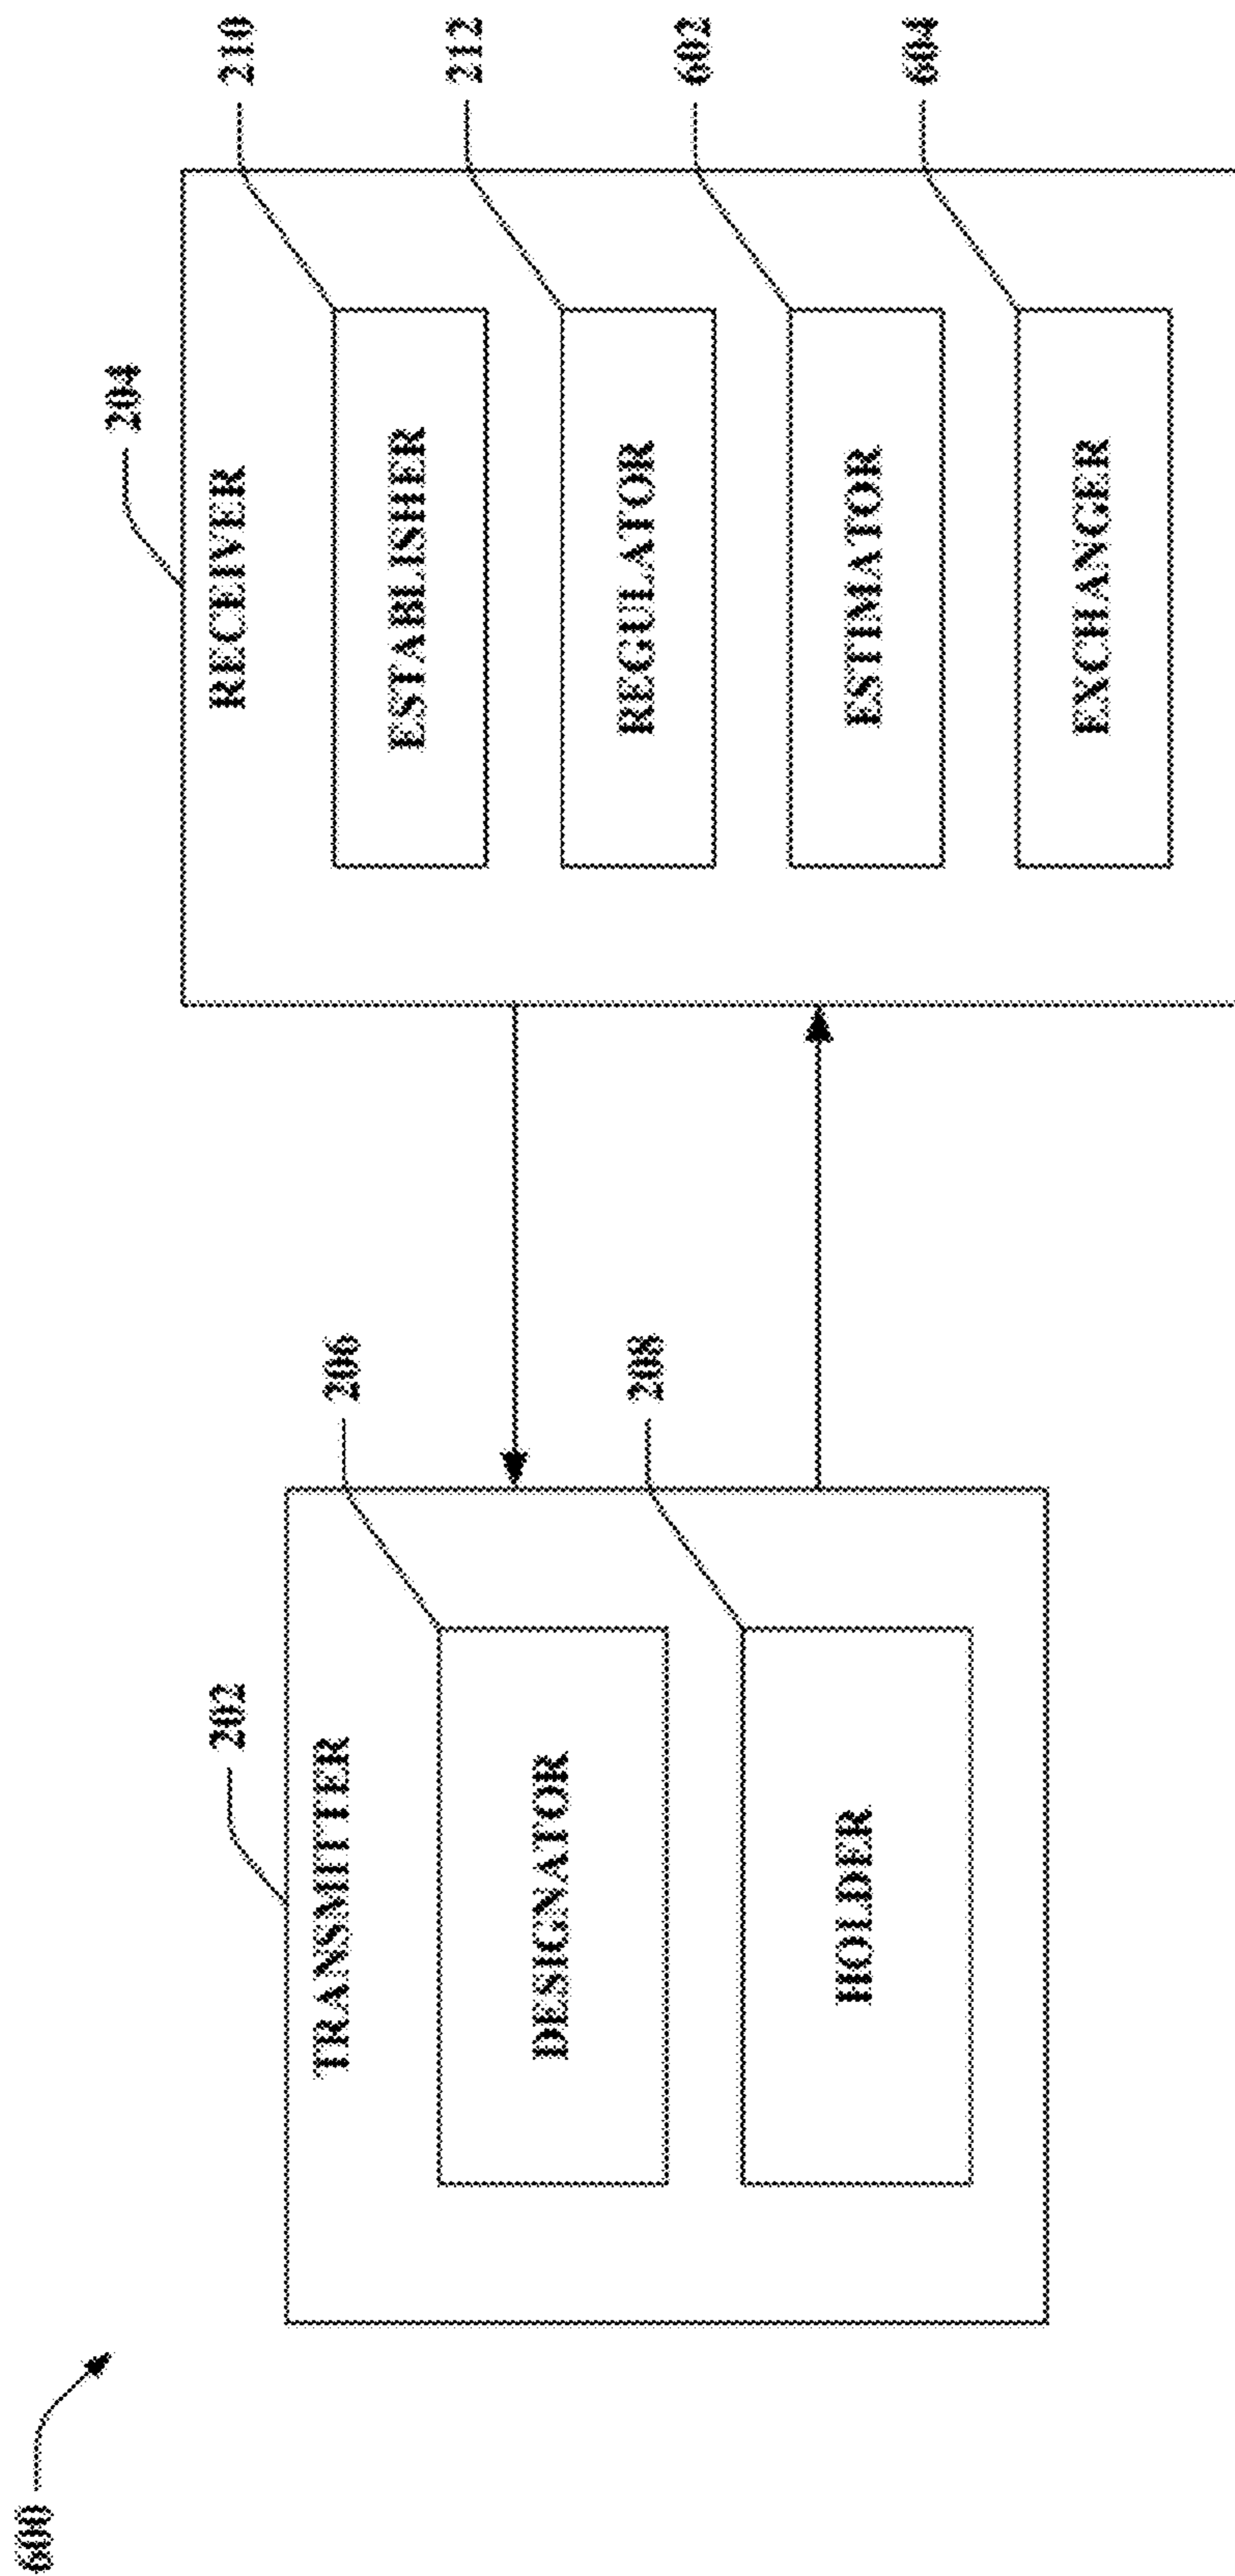 600
202
TRANSMITTER
206
DESIGNATOR
208
HOLDER
204
RECEIVER
210
ESTABLISHER
212
REGULATOR
602
ESTIMATOR
604
EXCHANGER